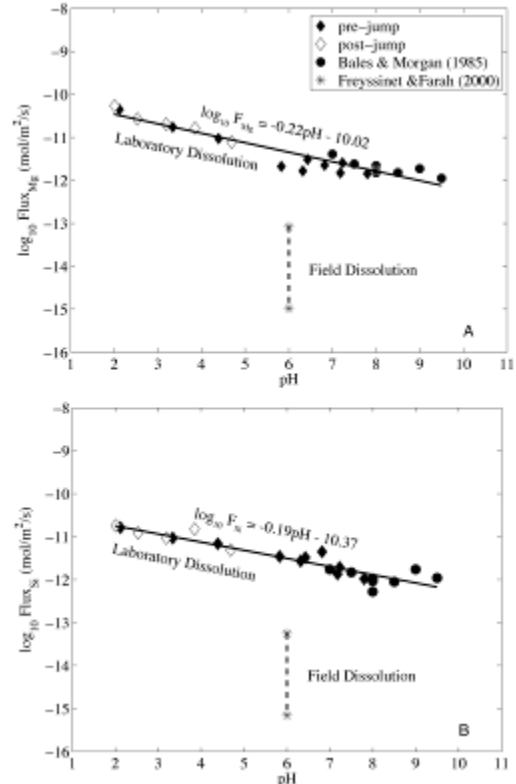 −8
−9
−10
−11
−12
−13
−14
−15
−16
log₁₀ Flux_Mg (mol/m²/s)
pre−jump
post−jump
Bales & Morgan (1985)
Freyssinet &Farah (2000)
log₁₀ F_Mg = -0.22pH - 10.02
Laboratory Dissolution
Field Dissolution
A
1 2 3 4 5 6 7 8 9 10 11
pH
−8
−9
−10
−11
−12
−13
−14
−15
−16
log₁₀ Flux_Si (mol/m²/s)
log₁₀ F_Si = -0.19pH - 10.37
Laboratory Dissolution
Field Dissolution
B
1 2 3 4 5 6 7 8 9 10 11
pH